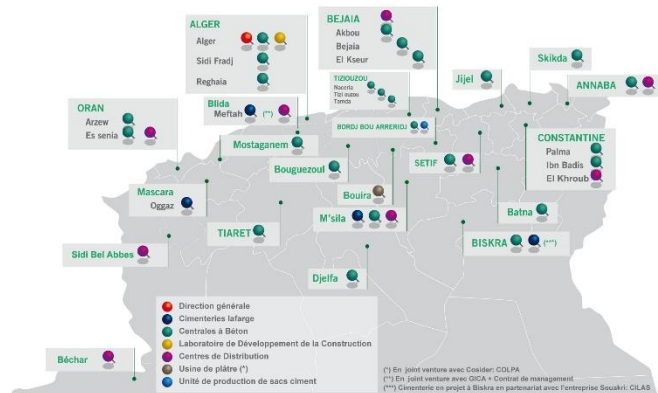 ALGER
Alger
Sidi Fradj
Reghaia
BEJAIA
Akbou
Bejaia
El Kseur
TIZIOUZOU
Naceria
Tizi ouzou
Tamda
Jijel
Skikda
ANNABA
ORAN
Arzew
Es senia
Blida
Meftah (**)
BORDJ BOU ARRERIDJ
Mostaganem
Bouguezoul
SETIF
CONSTANTINE
Palma
Ibn Badis
El Khroub
Mascara
Oggaz
Bouira
M'sila
Batna
TIARET
BISKRA
Sidi Bel Abbes
Djelfa
Béchar
Direction générale
Cimenteries lafarge
Centrales à Béton
Laboratoire de Développement de la Construction
Centres de Distribution
Usine de plâtre (*)
Unité de production de sacs ciment
(*) En joint venture avec Cosider: COLPA
(**) En joint venture avec GICA + Contrat de management
(***) Cimenterie en projet à Biskra en partenariat avec l'entreprise Souakri: CILAS